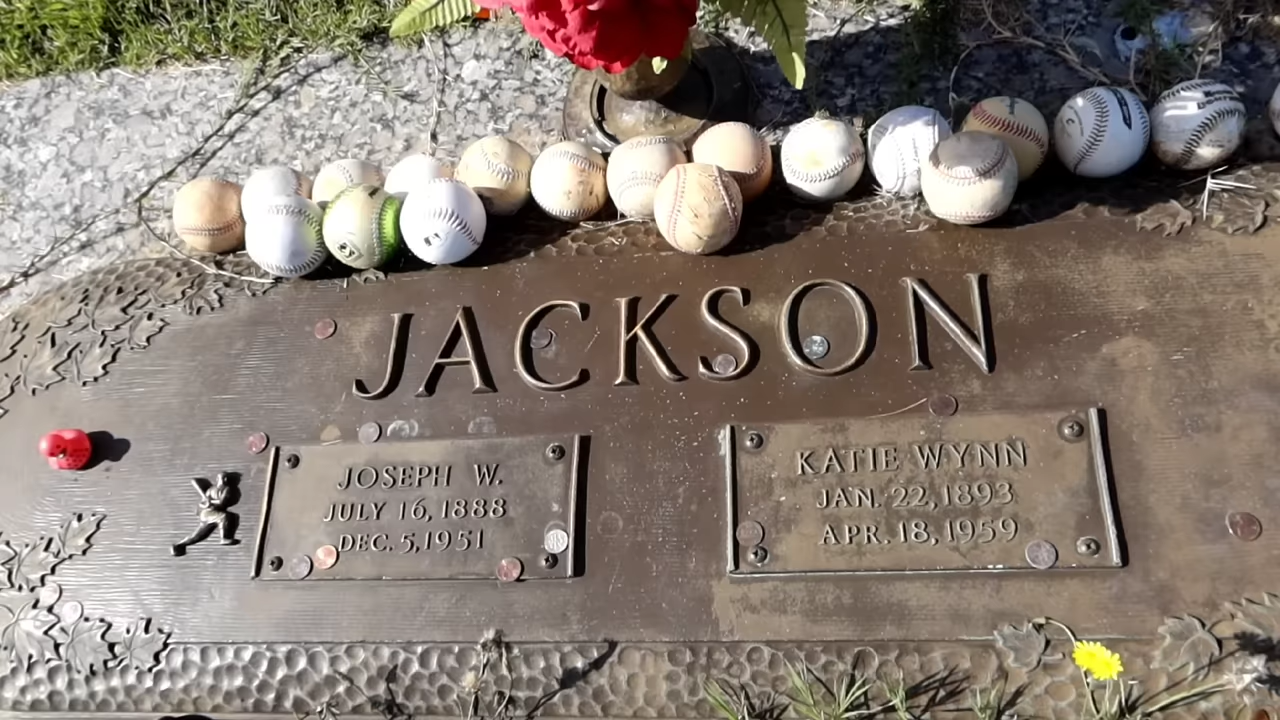 JACKSON
JOSEPH W.
JULY 16, 1888
DEC. 5, 1951
KATIE WYNN
JAN. 22, 1893
APR. 18, 1959